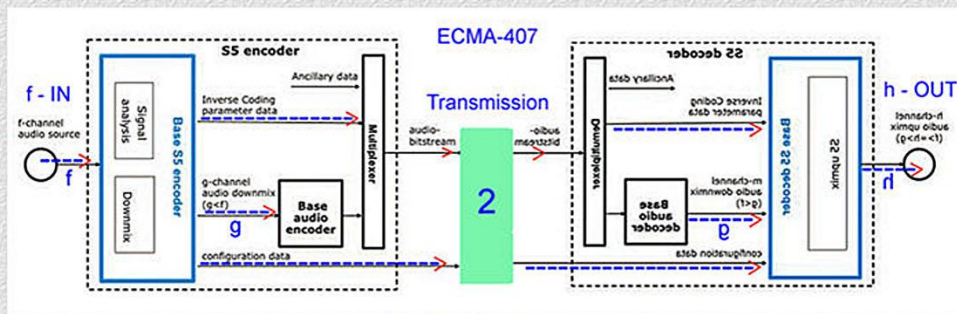 ECMA-407
S5 encoder
f - IN
f-channel
audio source
f
Signal
analysis
Downmix
Base S5 encoder
Inverse Coding
parameter data
g-channel
audio downmix
(g<f)
g
configuration data
Ancillary data
Base
audio
encoder
Multiplexer
audio-
bitstream
Transmission
2
audio-
bitstream
S5 decoder
Demultiplexer
Ancillary data
Inverse Coding
parameter data
Base
audio
decoder
m-channel
audio downmix
(g<f)
g
configuration data
Base S5 decoder
S5 upmix
h - OUT
h-channel
audio upmix
h